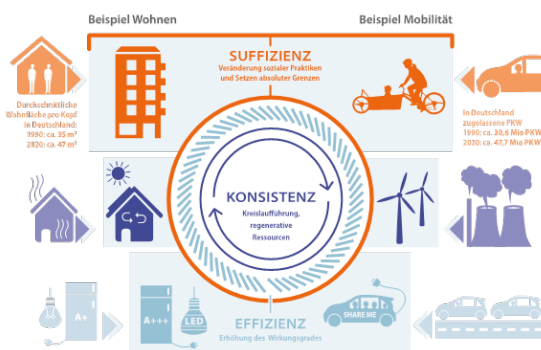 Beispiel Wohnen
Beispiel Mobilität
SUFFIZIENZ
Veränderung sozialer Praktiken
und Setzen absoluter Grenzen
Durchschnittliche
Wohnfläche pro Kopf
in Deutschland:
1990: ca. 35 m²
2020: ca. 47 m²
In Deutschland
zugelassene PKW
1990: ca. 30,6 Mio PKW
2020: ca. 47,7 Mio PKW
KONSISTENZ
Kreislaufführung,
regenerative
Ressourcen
A+
A+++
LED
EFFIZIENZ
Erhöhung des Wirkungsgrades
SHARE ME